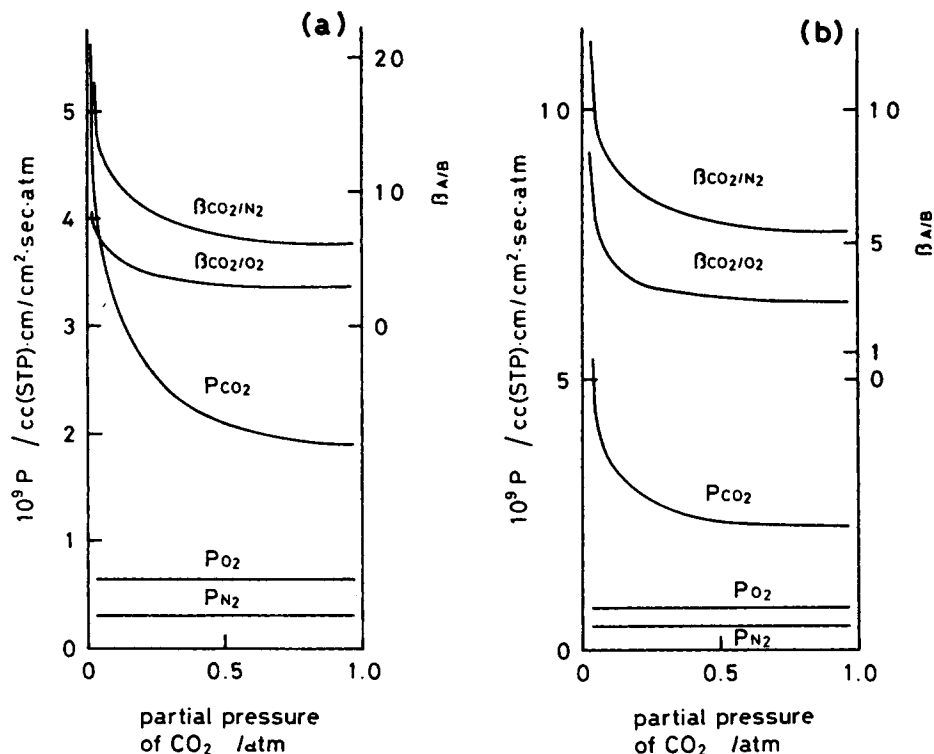 (a)
5
4
3
2
1
0
10⁹ P / cc(STP)·cm/cm²·sec·atm
20
10
0
βA/B
βCO₂/N₂
βCO₂/O₂
PCO₂
PO₂
PN₂
0
0.5
1.0
partial pressure
of CO₂ /atm
(b)
10
5
0
10⁹ P / cc(STP)·cm/cm²·sec·atm
10
5
1
0
βA/B
βCO₂/N₂
βCO₂/O₂
PCO₂
PO₂
PN₂
0
0.5
1.0
partial pressure
of CO₂ /atm